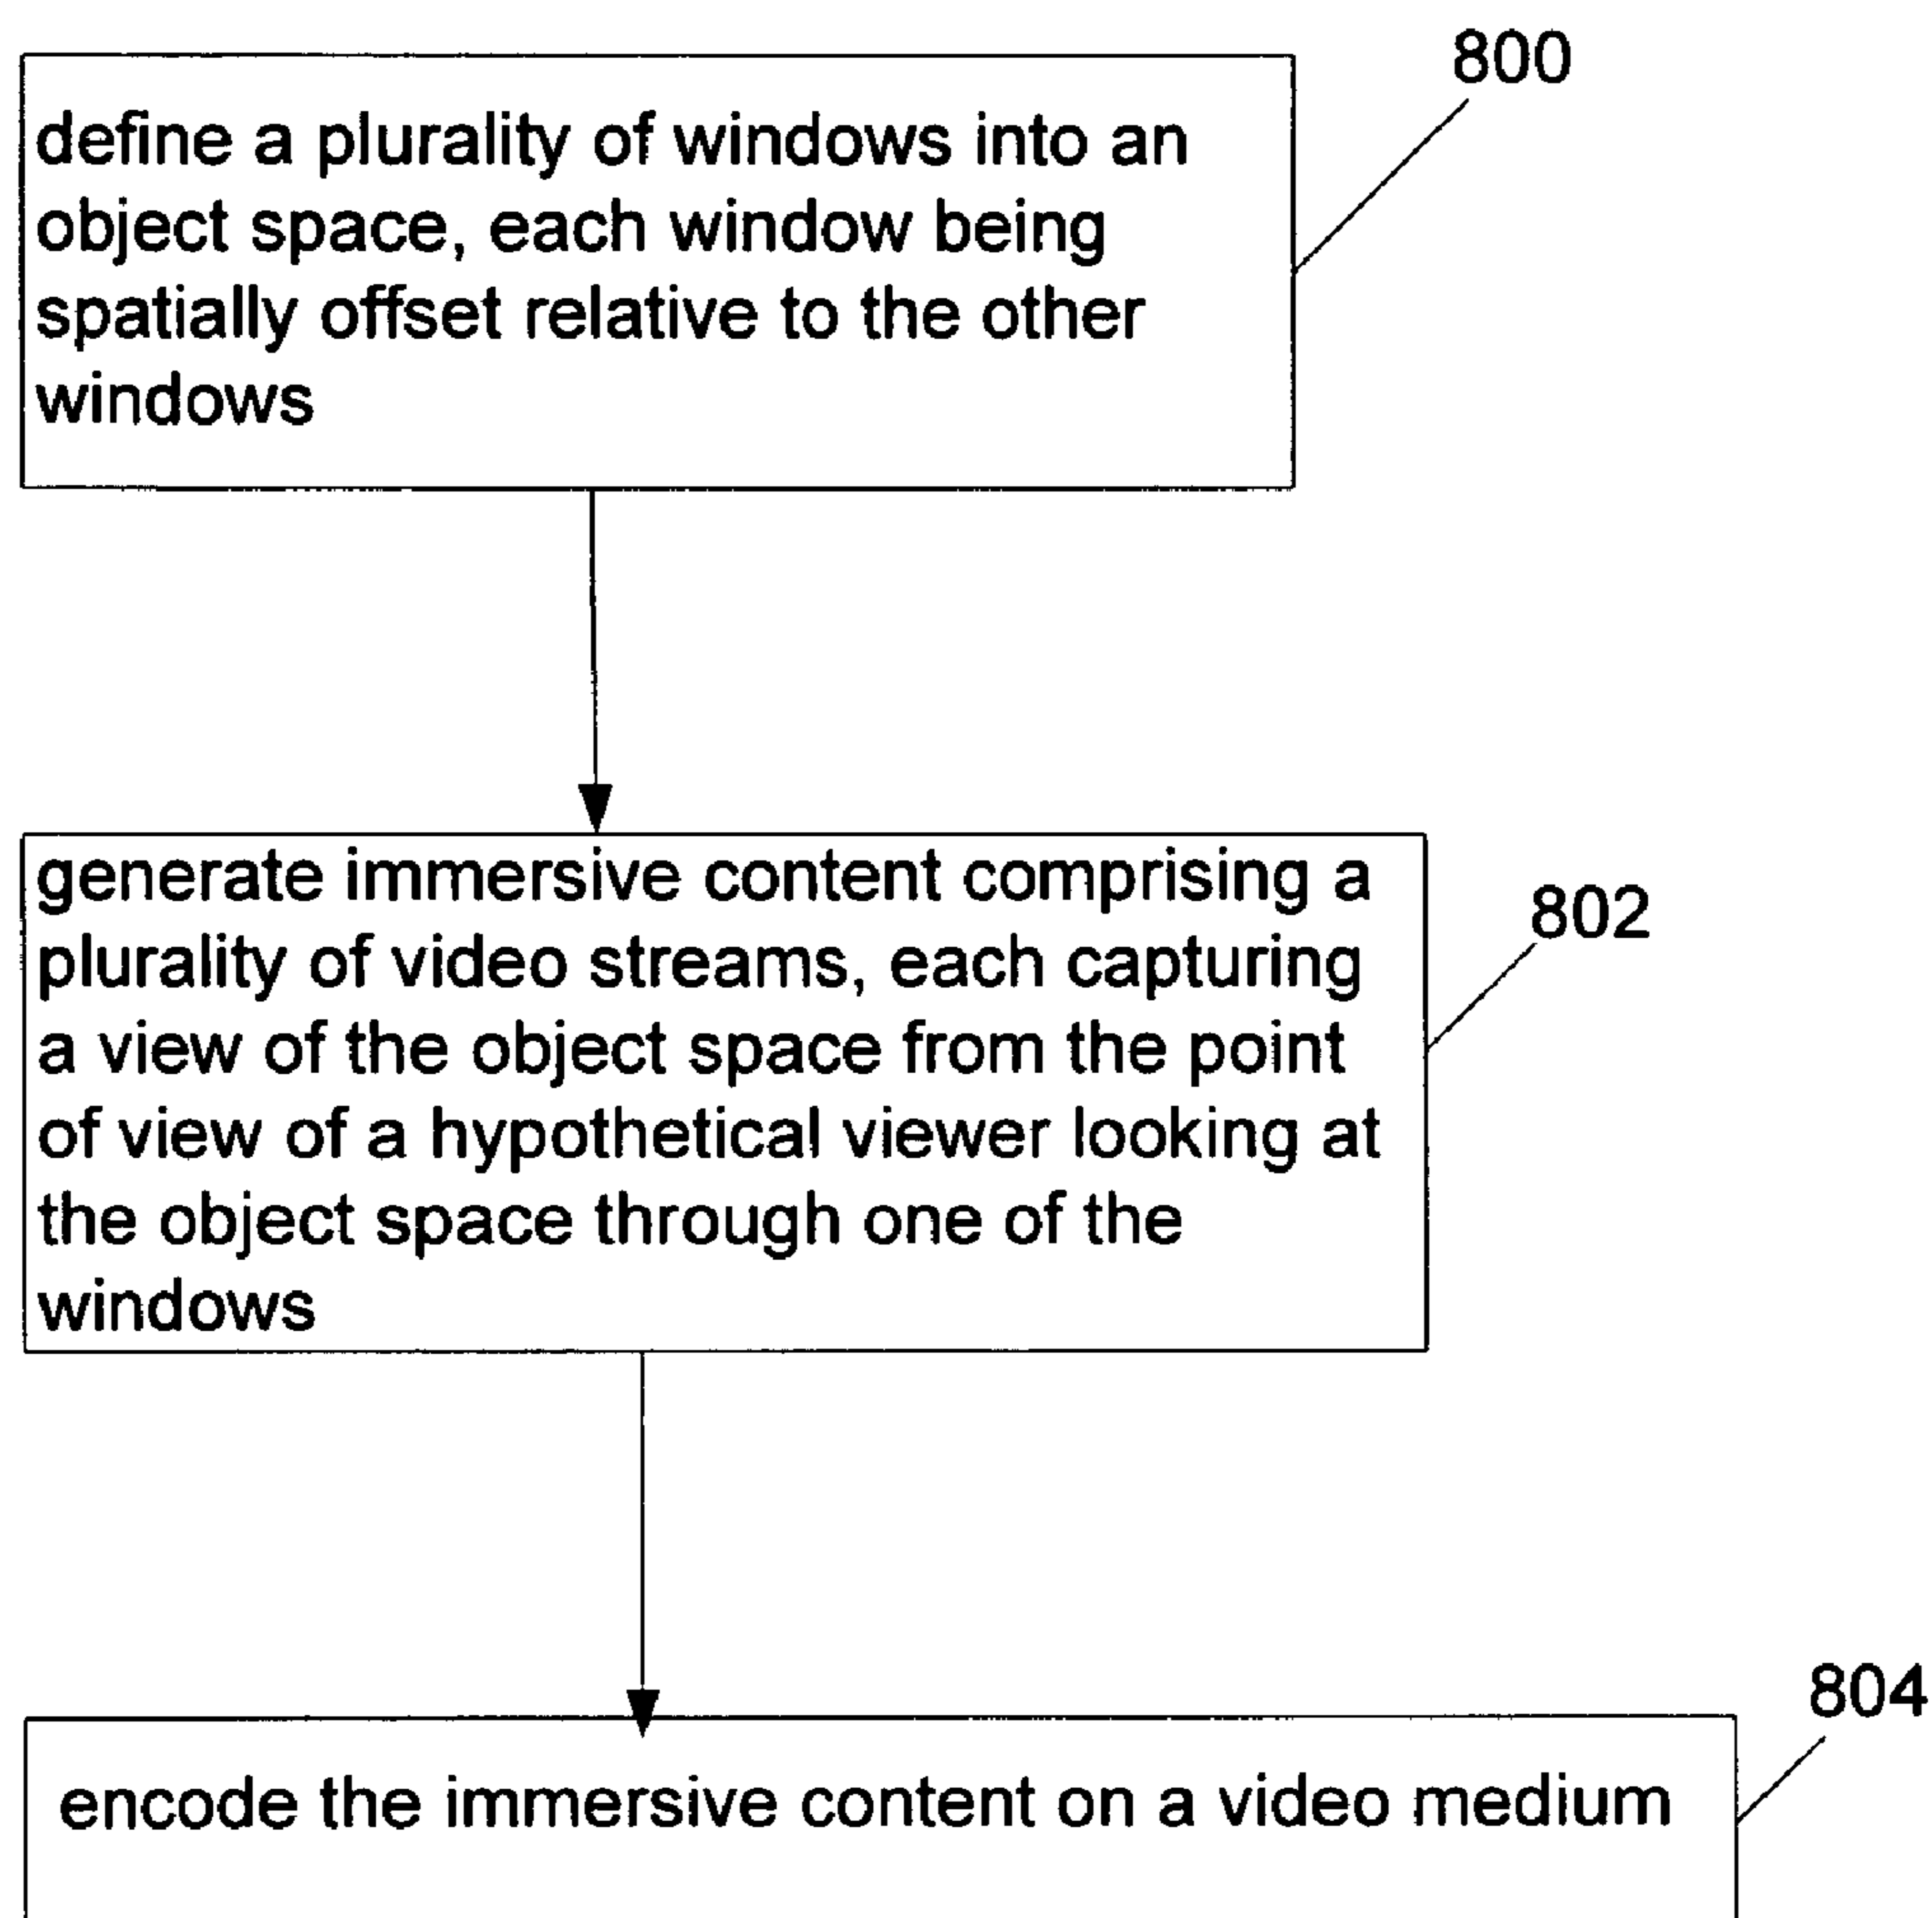 800
define a plurality of windows into an
object space, each window being
spatially offset relative to the other
windows
generate immersive content comprising a
plurality of video streams, each capturing
a view of the object space from the point
of view of a hypothetical viewer looking at
the object space through one of the
windows
802
804
encode the immersive content on a video medium